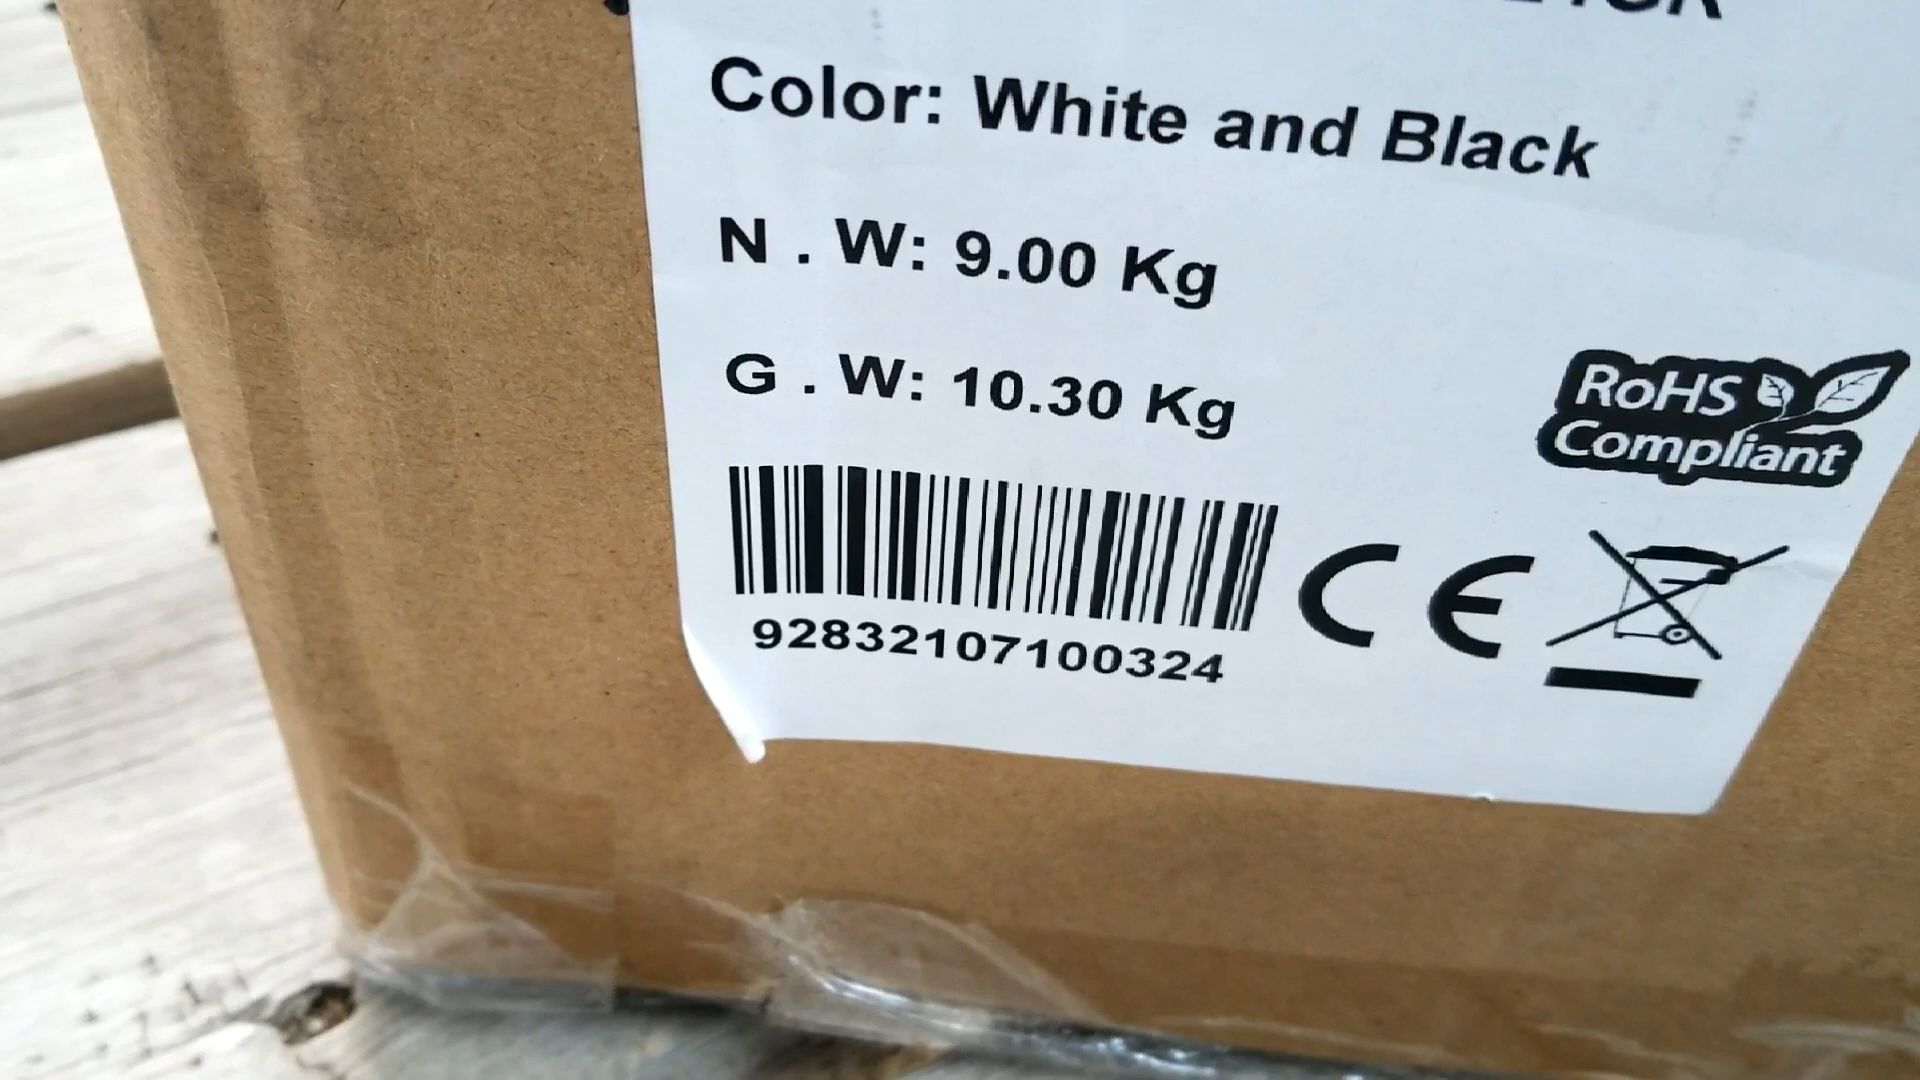 Color: White and Black
N . W: 9.00 Kg
G . W: 10.30 Kg
RoHS
Compliant
92832107100324
CE